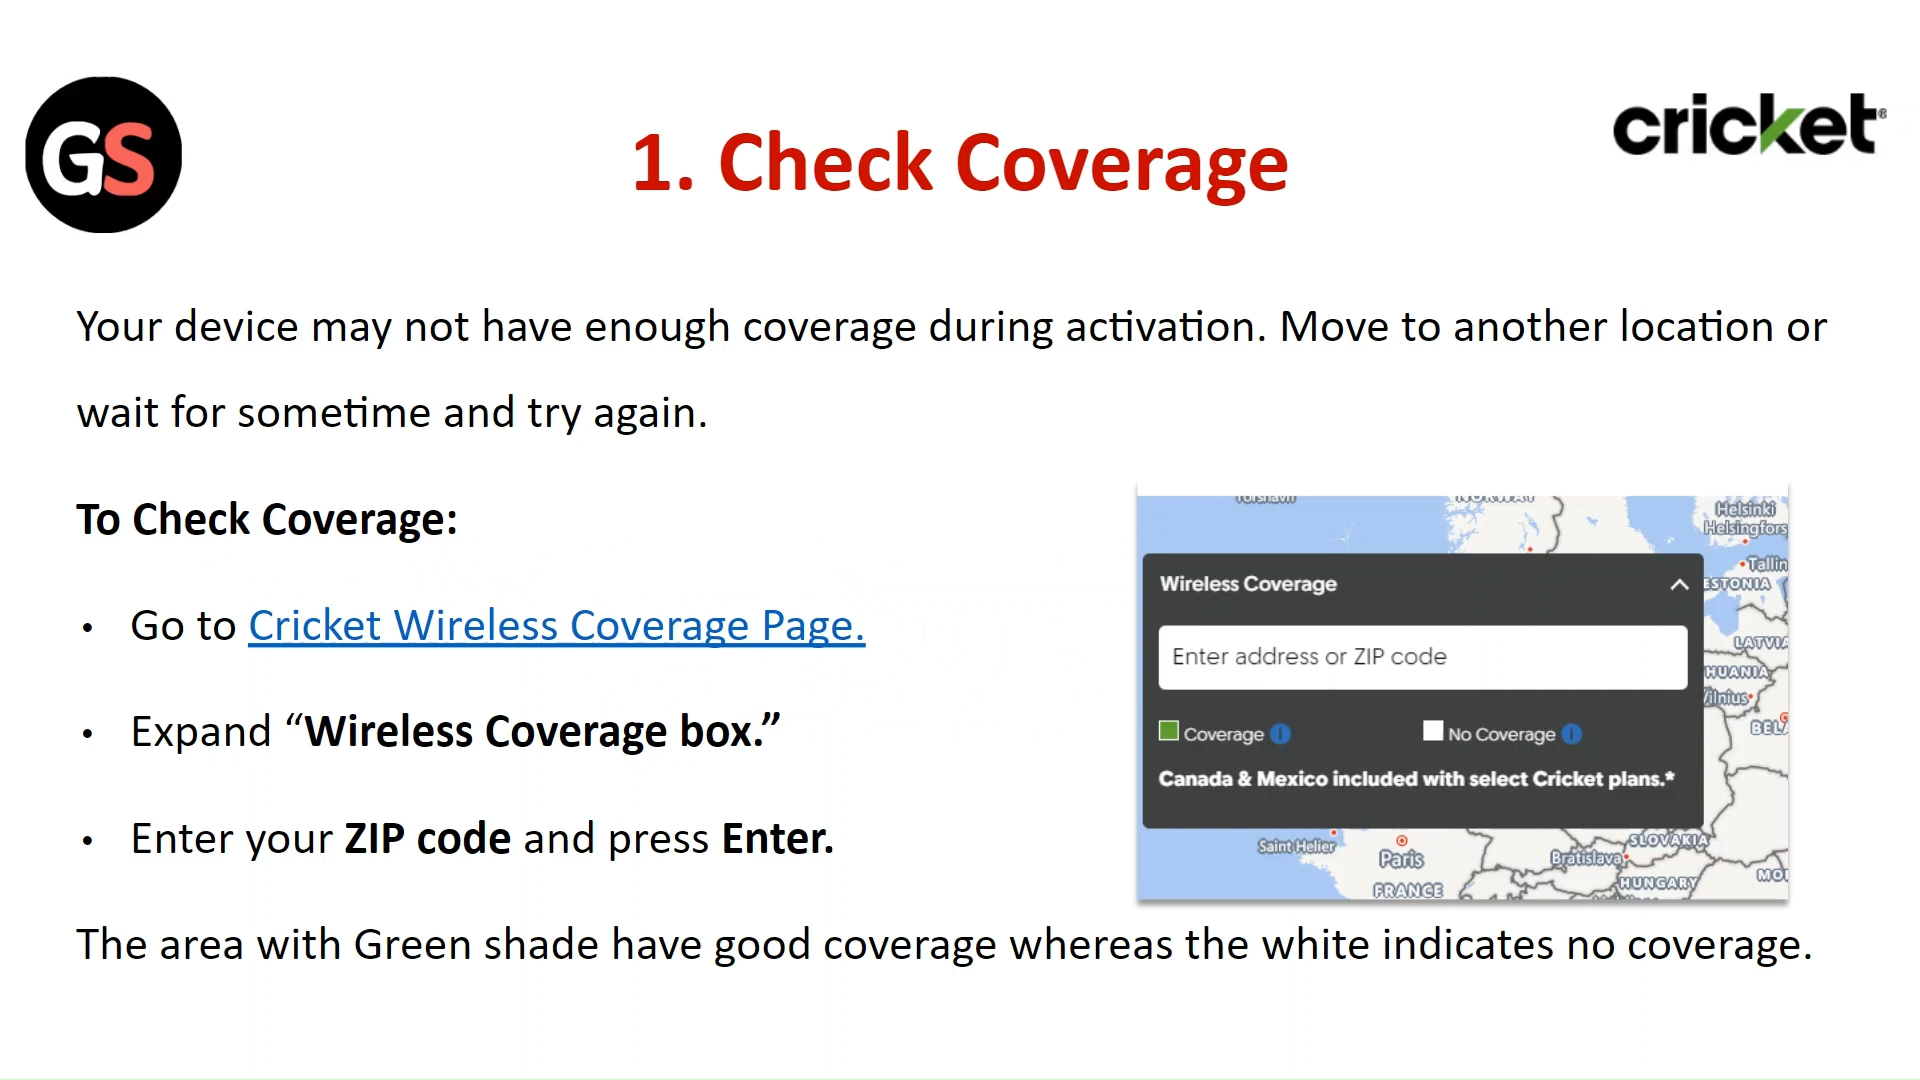 GS
cricket®
1. Check Coverage
Your device may not have enough coverage during activation. Move to another location or
wait for sometime and try again.
To Check Coverage:
• Go to Cricket Wireless Coverage Page.
• Expand “Wireless Coverage box.”
• Enter your ZIP code and press Enter.
The area with Green shade have good coverage whereas the white indicates no coverage.
NORWAY
Helsinki
Helsingfors
Tallin
ESTONIA
LATVIA
HUANIA
Vilnius
BELA
Wireless Coverage
Enter address or ZIP code
Coverage
No Coverage
Canada & Mexico included with select Cricket plans.*
Saint Helier
Paris
FRANCE
Bratislava
SLOVAKIA
HUNGARY
MOL